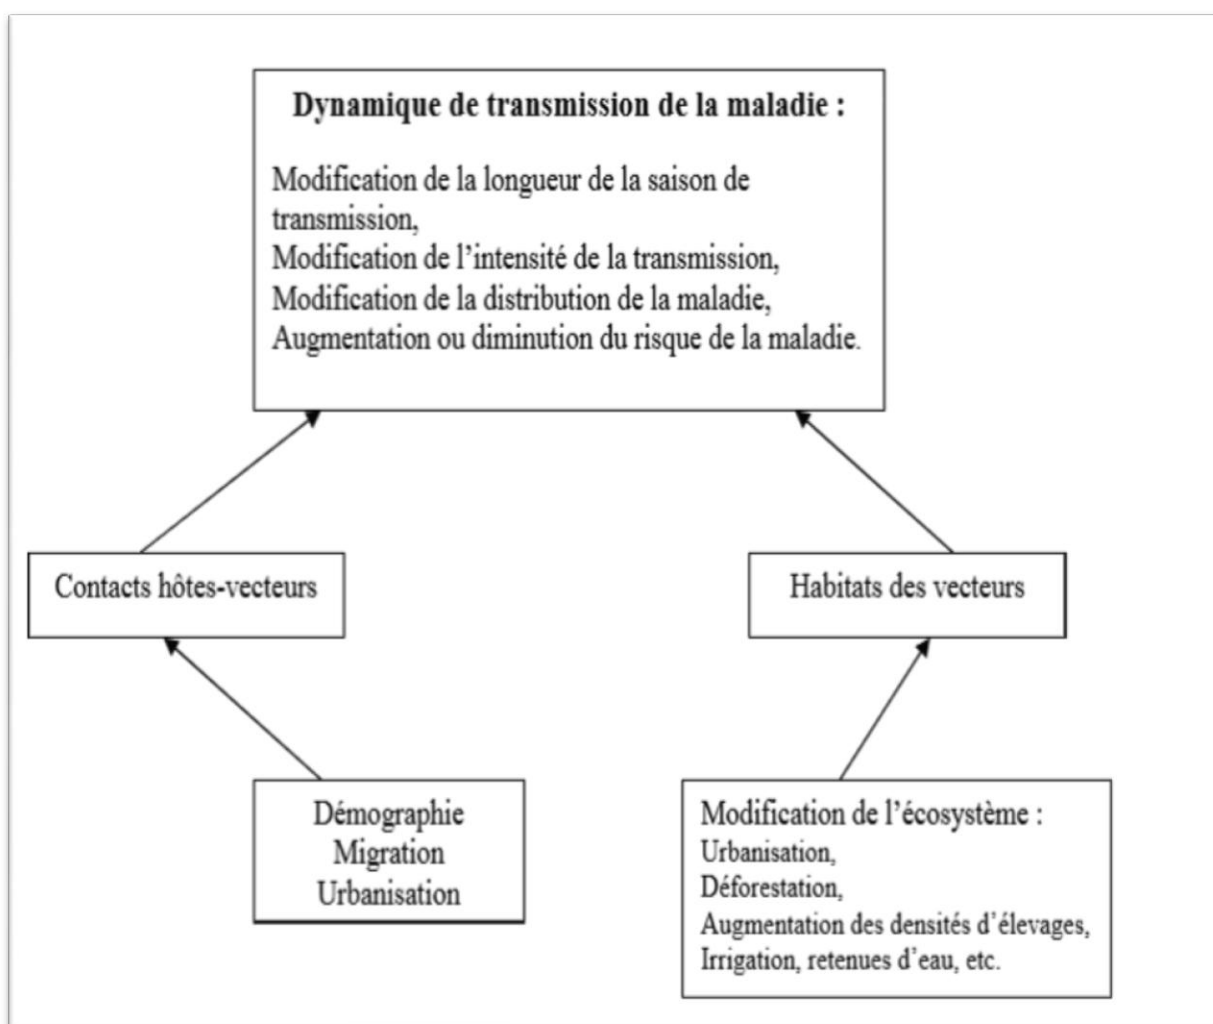 Dynamique de transmission de la maladie :
Modification de la longueur de la saison de
transmission,
Modification de l'intensité de la transmission,
Modification de la distribution de la maladie,
Augmentation ou diminution du risque de la maladie.
Contacts hôtes-vecteurs
Habitats des vecteurs
Démographie
Migration
Urbanisation
Modification de l'écosystème :
Urbanisation,
Déforestation,
Augmentation des densités d'élevages,
Irrigation, retenues d'eau, etc.